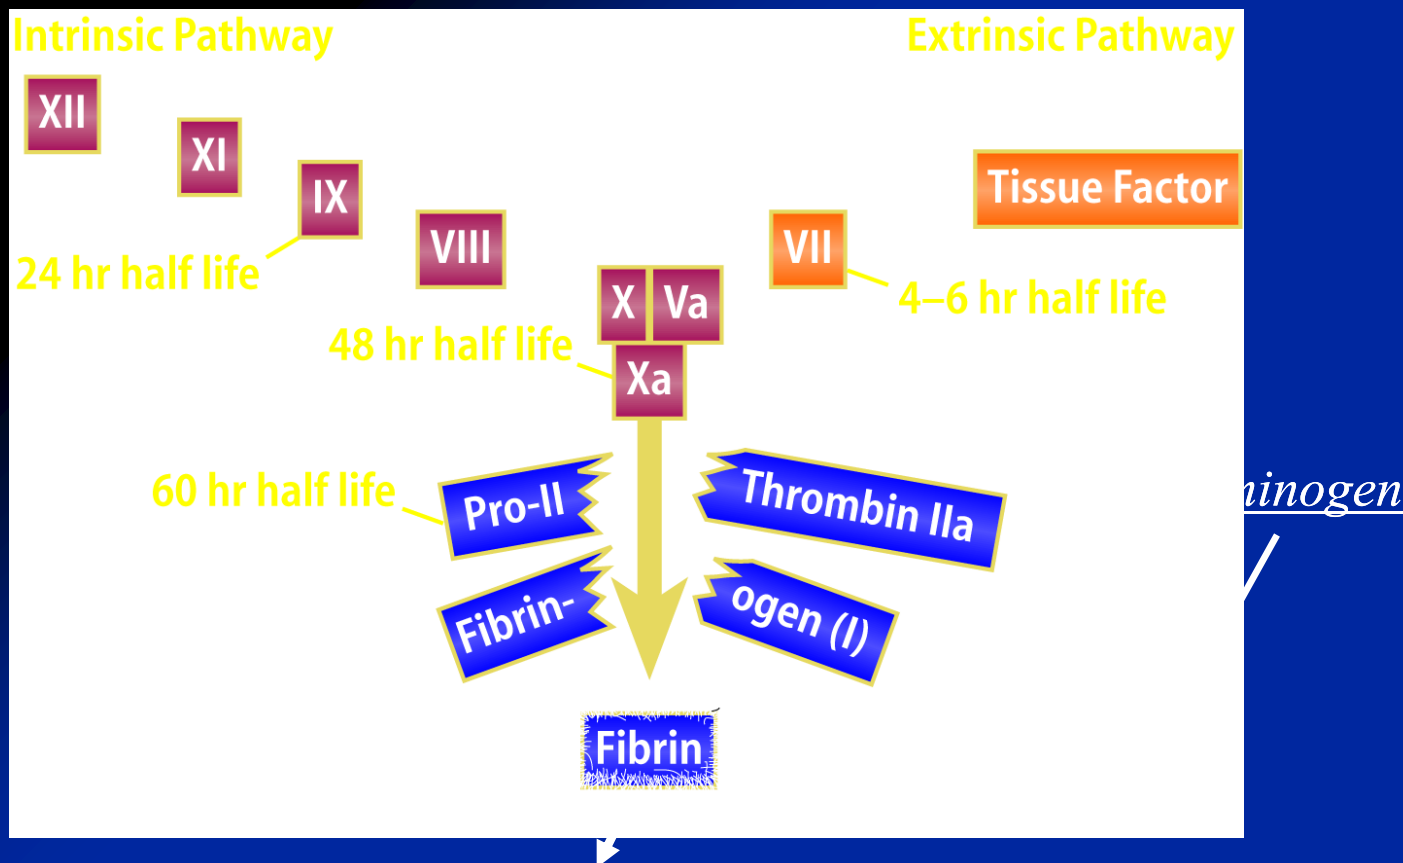 Intrinsic Pathway
Extrinsic Pathway
XII
XI
IX
VIII
24 hr half life
Tissue Factor
VII
4–6 hr half life
X
Va
48 hr half life
Xa
60 hr half life
Pro-II
Thrombin IIa
Fibrin-
ogen (I)
Fibrin